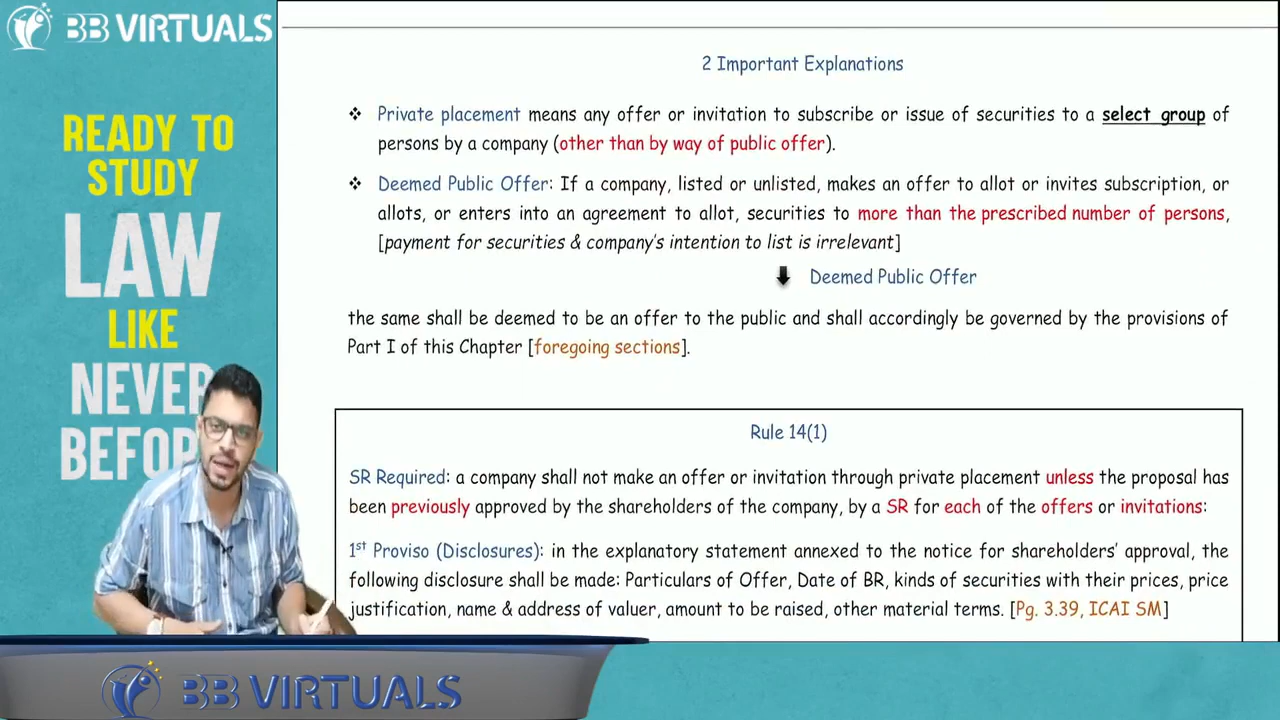 BB VIRTUALS
READY TO
STUDY
LAW
LIKE
NEVER
BEFOR
2 Important Explanations
❖ Private placement means any offer or invitation to subscribe or issue of securities to a select group of
persons by a company (other than by way of public offer).
❖ Deemed Public Offer: If a company, listed or unlisted, makes an offer to allot or invites subscription, or
allots, or enters into an agreement to allot, securities to more than the prescribed number of persons,
[payment for securities & company's intention to list is irrelevant]
Deemed Public Offer
the same shall be deemed to be an offer to the public and shall accordingly be governed by the provisions of
Part I of this Chapter [foregoing sections].
Rule 14(1)
SR Required: a company shall not make an offer or invitation through private placement unless the proposal has
been previously approved by the shareholders of the company, by a SR for each of the offers or invitations:
1st Proviso (Disclosures): in the explanatory statement annexed to the notice for shareholders' approval, the
following disclosure shall be made: Particulars of Offer, Date of BR, kinds of securities with their prices, price
justification, name & address of valuer, amount to be raised, other material terms. [Pg. 3.39, ICAI SM]
BB VIRTUALS